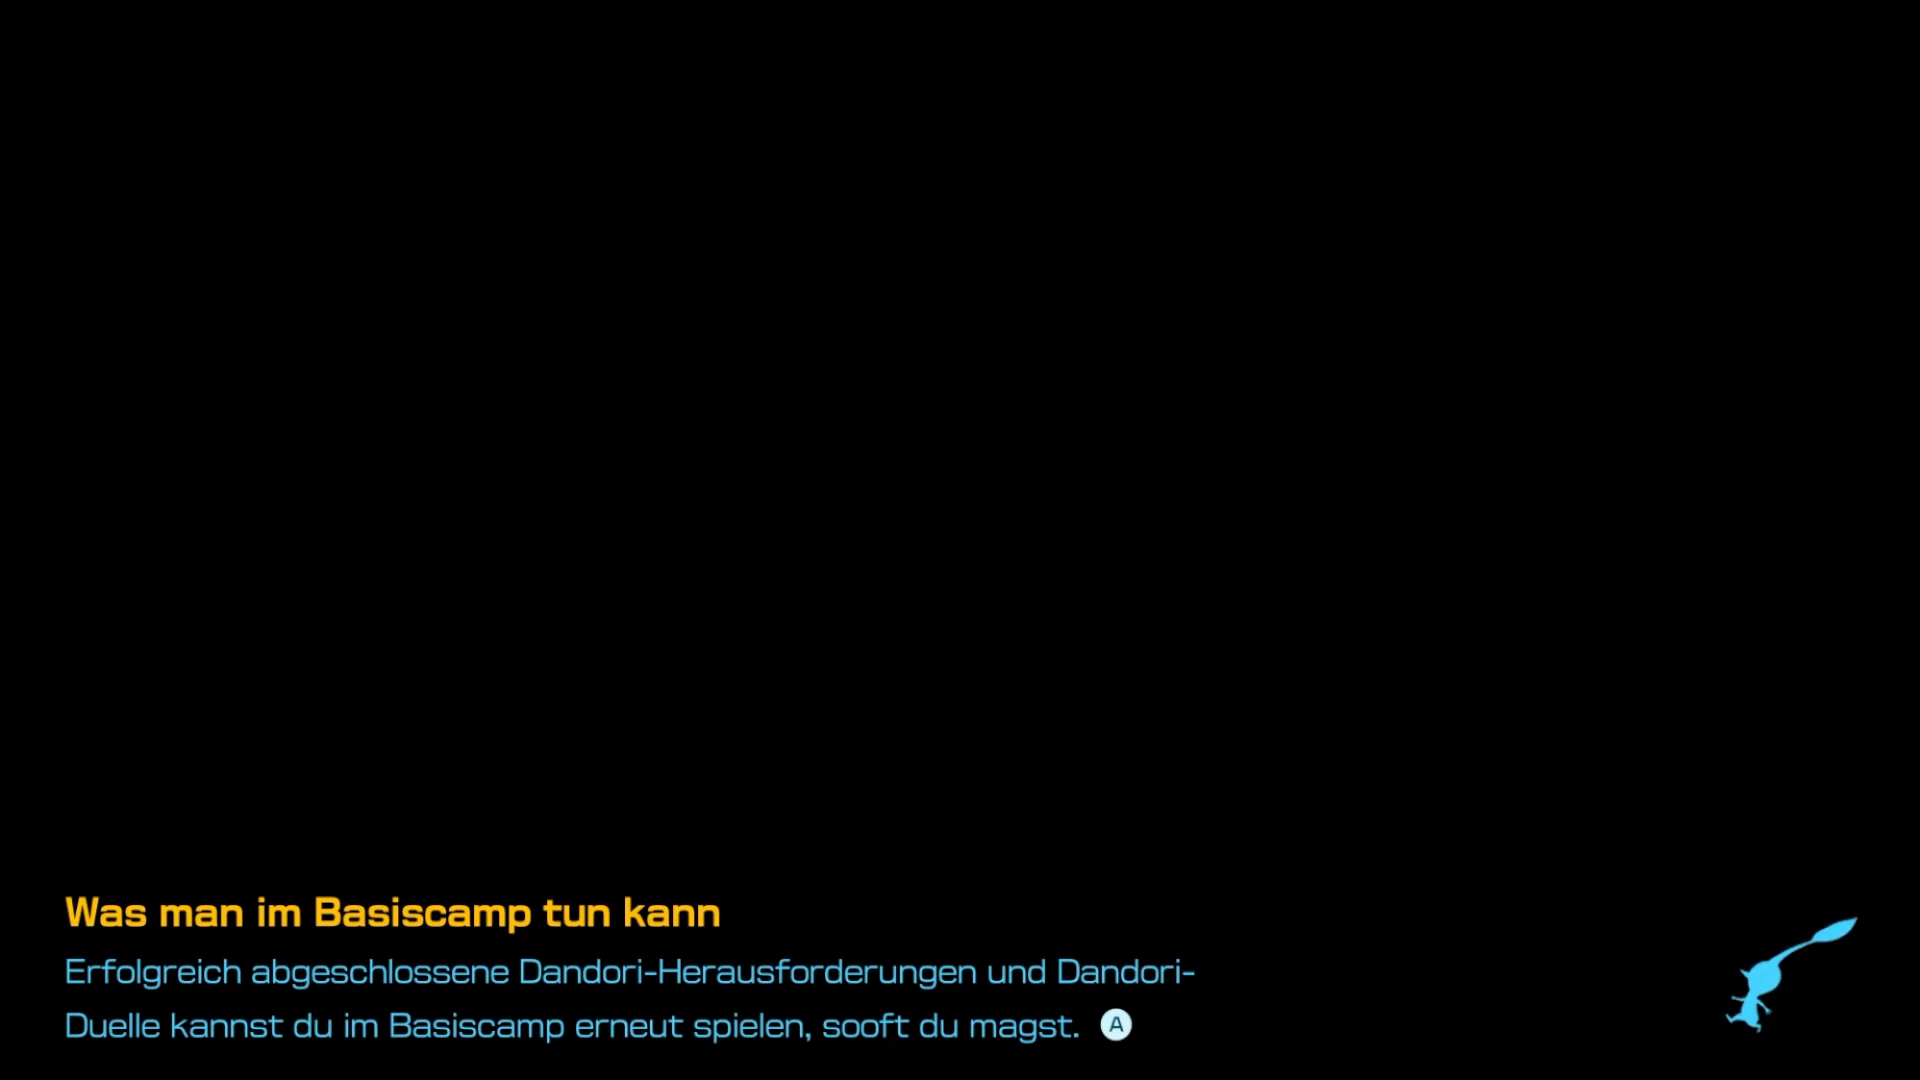 Was man im Basiscamp tun kann
Erfolgreich abgeschlossene Dandori-Herausforderungen und Dandori-
Duelle kannst du im Basiscamp erneut spielen, sooft du magst. A